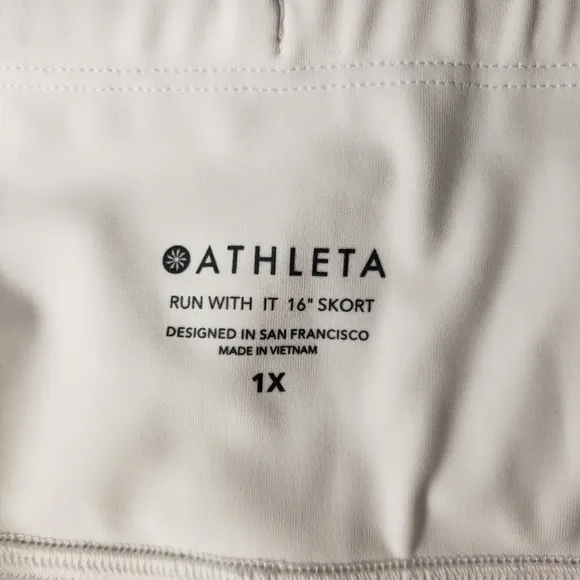 ATHLETA
RUN WITH IT 16" SKORT
DESIGNED IN SAN FRANCISCO
MADE IN VIETNAM
1X